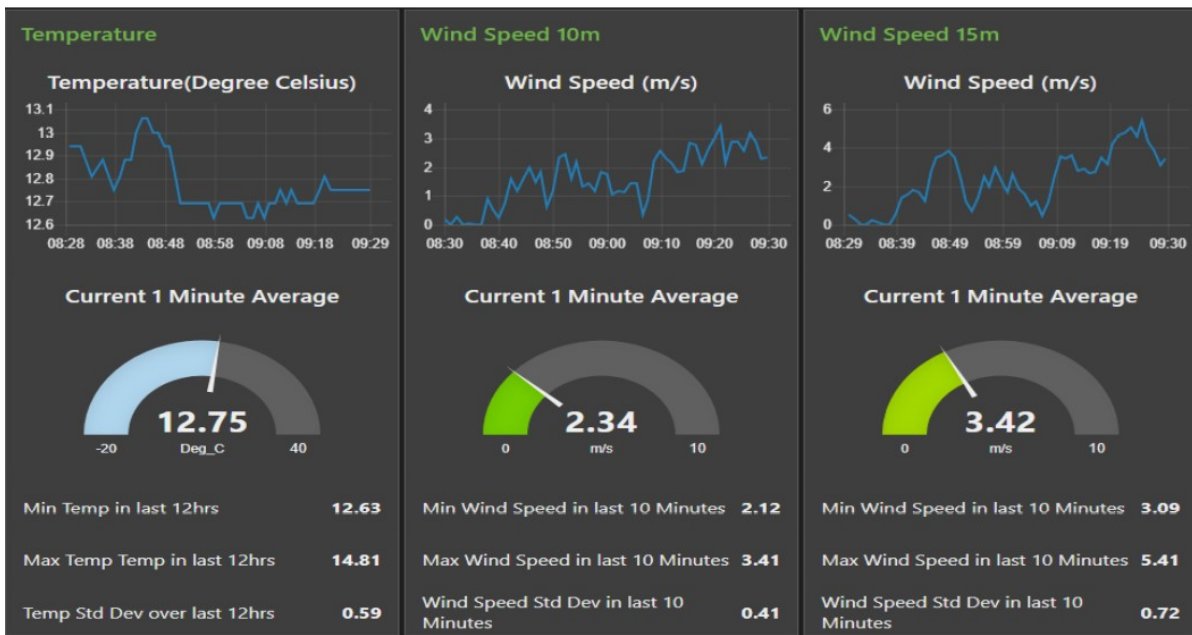 Temperature
Temperature(Degree Celsius)
13.1
13
12.9
12.8
12.7
12.6
08:28 08:38 08:48 08:58 09:08 09:18 09:29
Current 1 Minute Average
12.75
-20 Deg_C 40
Min Temp in last 12hrs 12.63
Max Temp Temp in last 12hrs 14.81
Temp Std Dev over last 12hrs 0.59
Wind Speed 10m
Wind Speed (m/s)
4
3
2
1
0
08:30 08:40 08:50 09:00 09:10 09:20 09:30
Current 1 Minute Average
2.34
0 m/s 10
Min Wind Speed in last 10 Minutes 2.12
Max Wind Speed in last 10 Minutes 3.41
Wind Speed Std Dev in last 10
Minutes 0.41
Wind Speed 15m
Wind Speed (m/s)
6
4
2
0
08:29 08:39 08:49 08:59 09:09 09:19 09:30
Current 1 Minute Average
3.42
0 m/s 10
Min Wind Speed in last 10 Minutes 3.09
Max Wind Speed in last 10 Minutes 5.41
Wind Speed Std Dev in last 10
Minutes 0.72